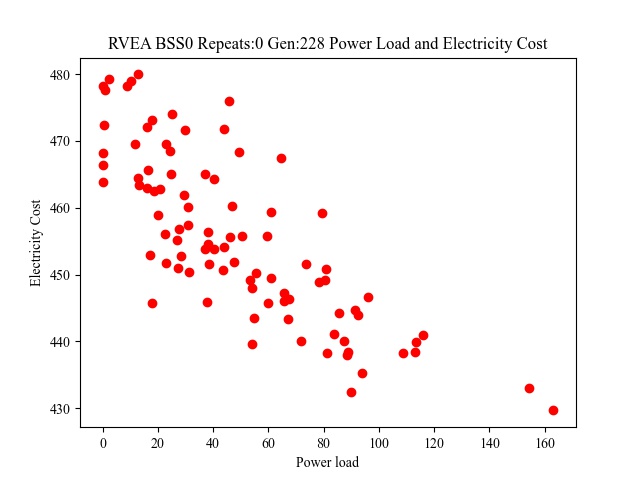 RVEA BSS0 Repeats:0 Gen:228 Power Load and Electricity Cost
480
470
460
450
440
430
Electricity Cost
0 20 40 60 80 100 120 140 160
Power load